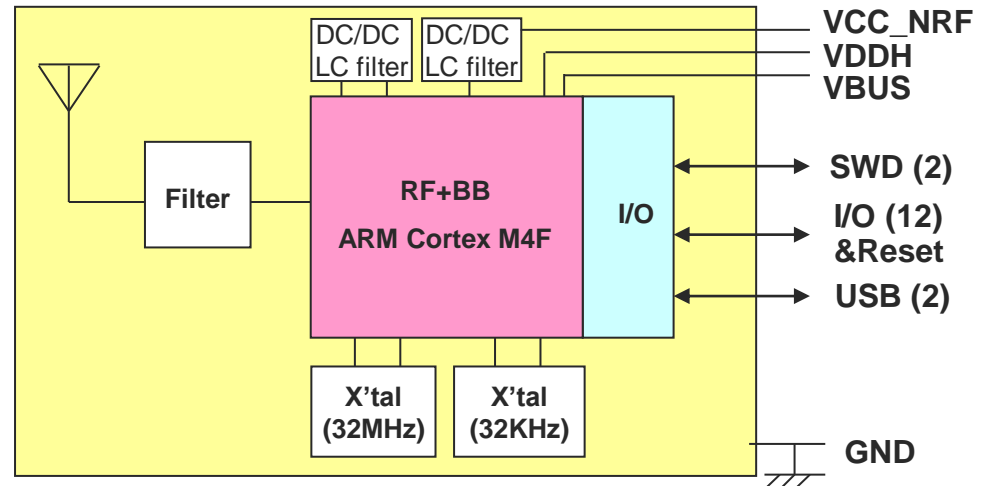 DC/DC
LC filter
DC/DC
LC filter
VCC_NRF
VDDH
VBUS
Filter
RF+BB
ARM Cortex M4F
I/O
SWD (2)
I/O (12)
&Reset
USB (2)
X'tal
(32MHz)
X'tal
(32KHz)
GND